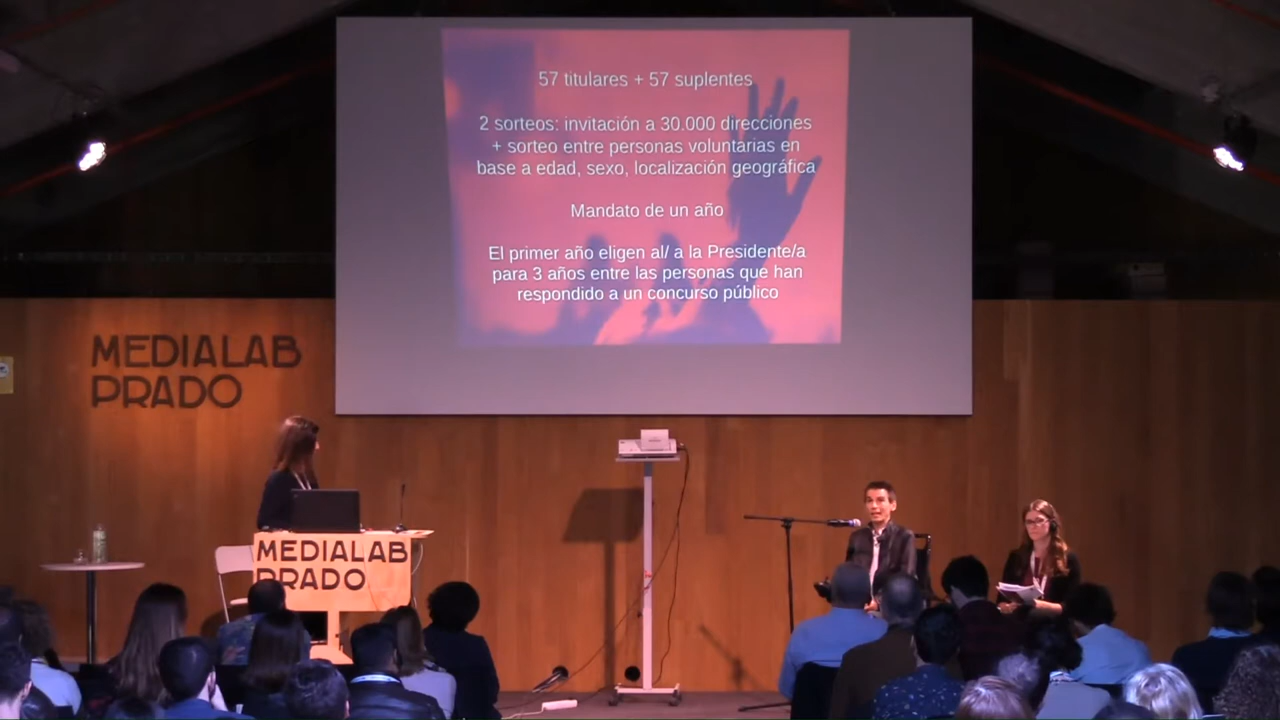 57 titulares + 57 suplentes
2 sorteos: invitación a 30.000 direcciones
+ sorteo entre personas voluntarias en
base a edad, sexo, localización geográfica
Mandato de un año
El primer año eligen al/ a la Presidente/a
para 3 años entre las personas que han
respondido a un concurso público
MEDIALAB
PRADO
MEDIALAB
PRADO